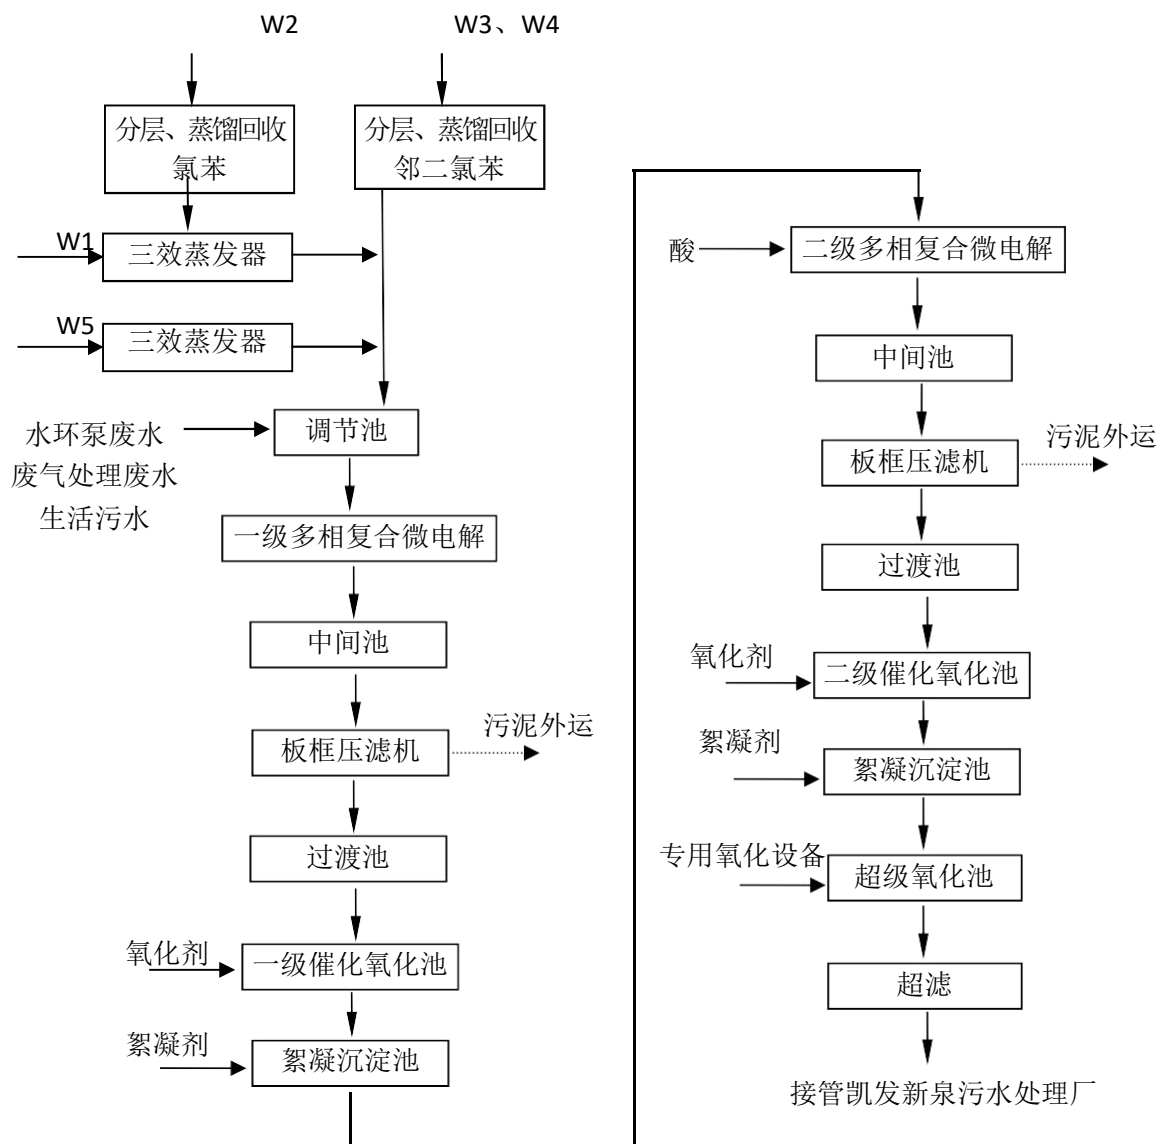 W2
W3、W4
分层、蒸馏回收
氯苯
分层、蒸馏回收
邻二氯苯
W1
三效蒸发器
W5
三效蒸发器
调节池
水环泵废水
废气处理废水
生活污水
一级多相复合微电解
中间池
板框压滤机
污泥外运
过渡池
氧化剂
一级催化氧化池
絮凝剂
絮凝沉淀池
酸
二级多相复合微电解
中间池
板框压滤机
污泥外运
过渡池
氧化剂
二级催化氧化池
絮凝剂
絮凝沉淀池
专用氧化设备
超级氧化池
超滤
接管凯发新泉污水处理厂